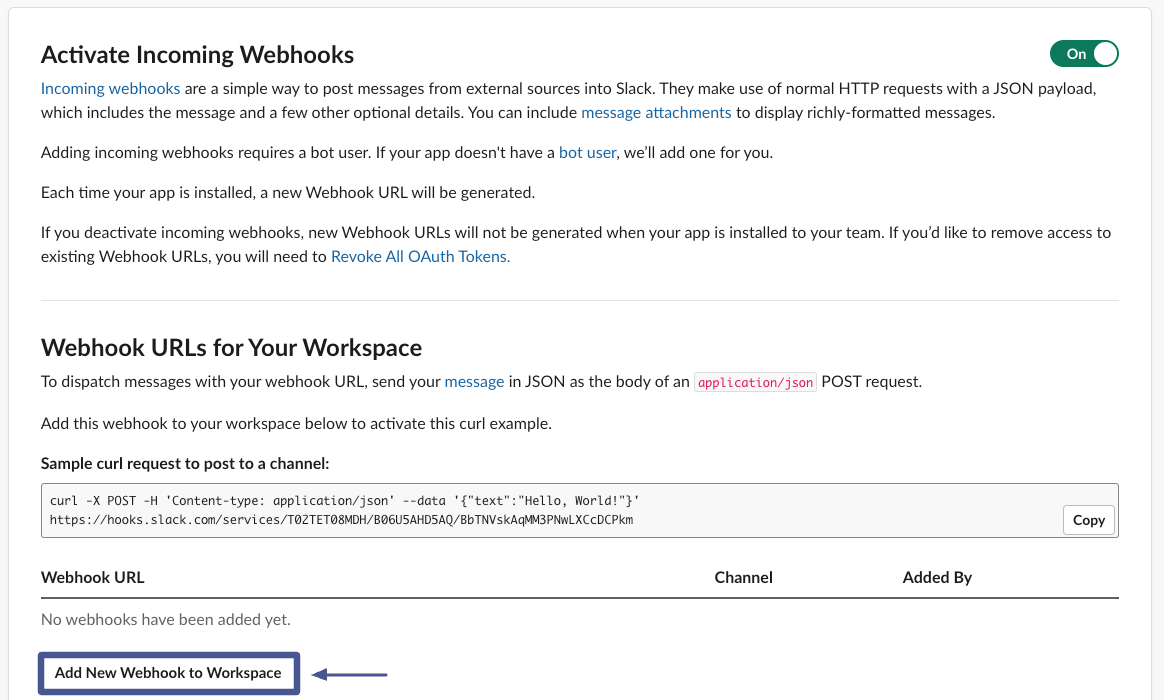 Activate Incoming Webhooks
On
Incoming webhooks are a simple way to post messages from external sources into Slack. They make use of normal HTTP requests with a JSON payload,
which includes the message and a few other optional details. You can include message attachments to display richly-formatted messages.
Adding incoming webhooks requires a bot user. If your app doesn't have a bot user, we’ll add one for you.
Each time your app is installed, a new Webhook URL will be generated.
If you deactivate incoming webhooks, new Webhook URLs will not be generated when your app is installed to your team. If you’d like to remove access to
existing Webhook URLs, you will need to Revoke All OAuth Tokens.
Webhook URLs for Your Workspace
To dispatch messages with your webhook URL, send your message in JSON as the body of an application/json POST request.
Add this webhook to your workspace below to activate this curl example.
Sample curl request to post to a channel:
curl -X POST -H 'Content-type: application/json' --data '{"text":"Hello, World!"}'
https://hooks.slack.com/services/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
Copy
Webhook URL Channel Added By
No webhooks have been added yet.
Add New Webhook to Workspace